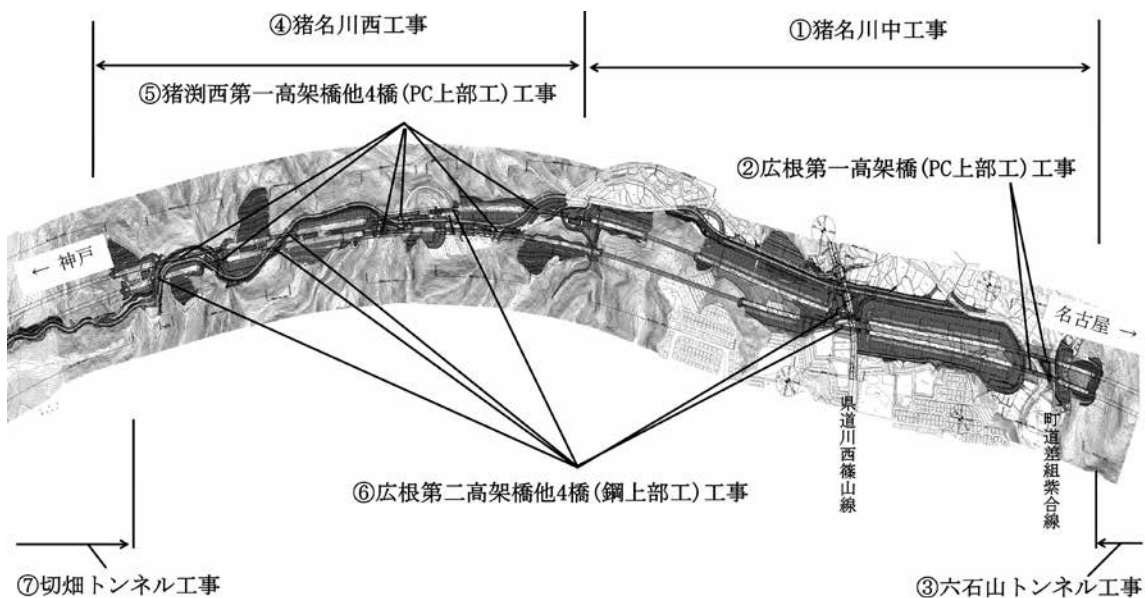 ④猪名川西工事
①猪名川中工事
⑤猪渕西第一高架橋他4橋(PC上部工)工事
②広根第一高架橋(PC上部工)工事
← 神戸
名古屋 →
県道川西篠山線
町道差組紫合線
⑥広根第二高架橋他4橋(鋼上部工)工事
⑦切畑トンネル工事
③六石山トンネル工事